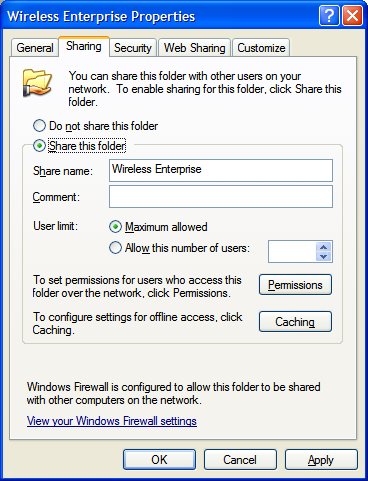 Wireless Enterprise Properties
General Sharing Security Web Sharing Customize
You can share this folder with other users on your
network. To enable sharing for this folder, click Share this
folder.
Do not share this folder
Share this folder
Share name: Wireless Enterprise
Comment:
User limit: Maximum allowed
Allow this number of users:
To set permissions for users who access this
folder over the network, click Permissions.
Permissions
To configure settings for offline access, click
Caching.
Caching
Windows Firewall is configured to allow this folder to be shared
with other computers on the network.
View your Windows Firewall settings
OK Cancel Apply